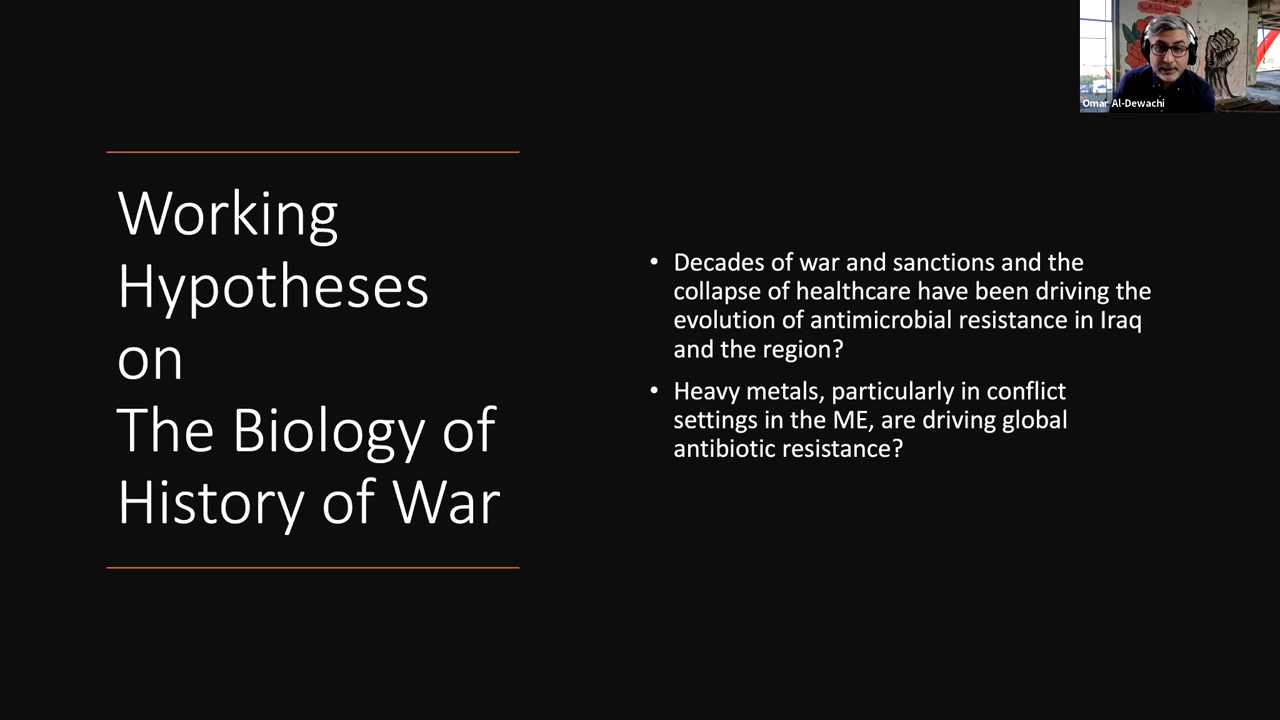 Omar Al-Dewachi
Working
Hypotheses
on
The Biology of
History of War
• Decades of war and sanctions and the
collapse of healthcare have been driving the
evolution of antimicrobial resistance in Iraq
and the region?
• Heavy metals, particularly in conflict
settings in the ME, are driving global
antibiotic resistance?